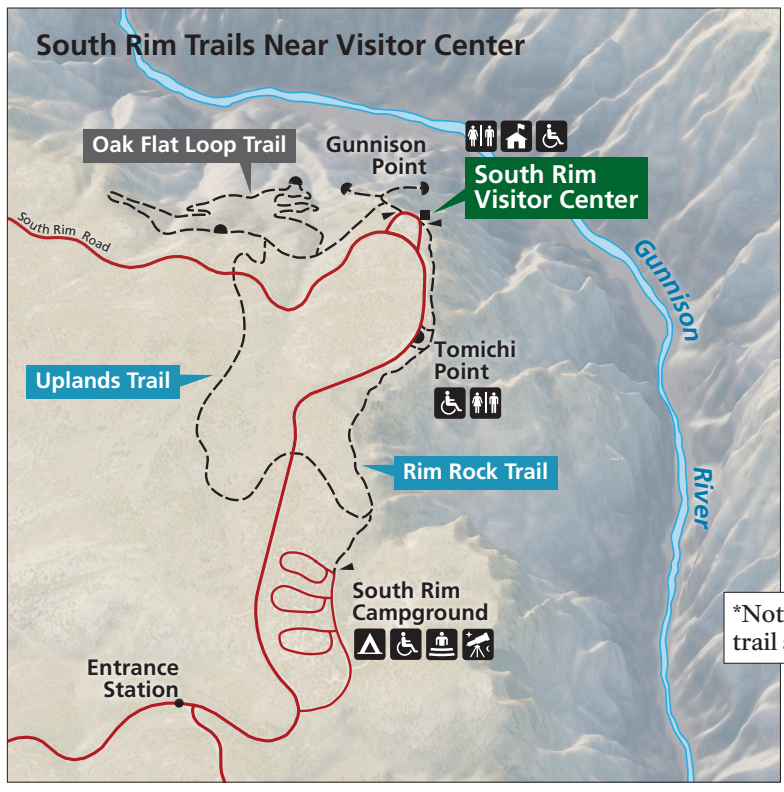 South Rim Trails Near Visitor Center
Oak Flat Loop Trail
Gunnison
Point
South Rim
Visitor Center
South Rim Road
Gunnison
River
Tomichi
Point
Uplands Trail
Rim Rock Trail
South Rim
Campground
*Not
trail
Entrance
Station